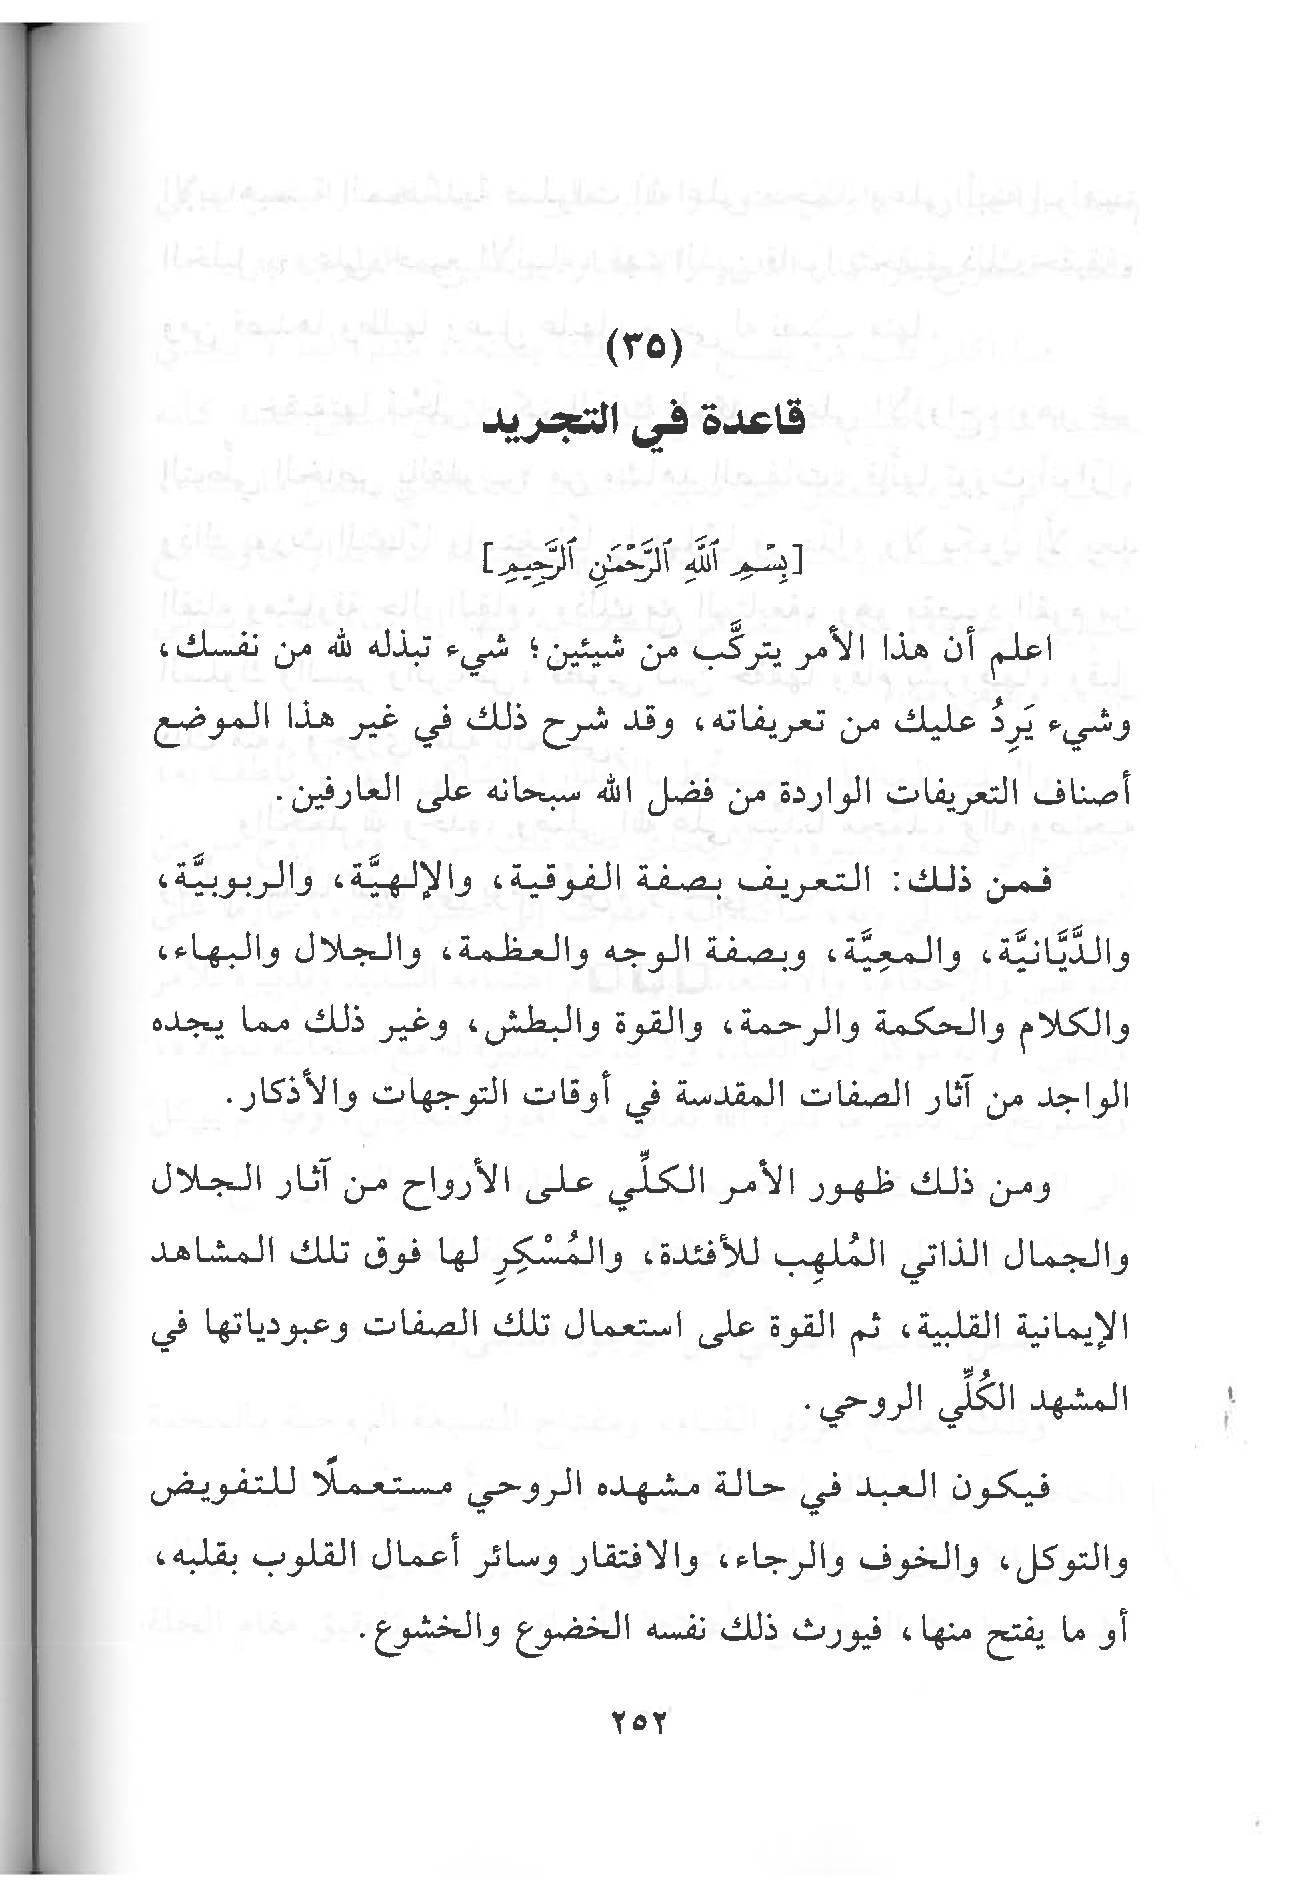 (٣٥)
قاعدة في التجريد
[بِسْمِ ٱللَّهِ ٱلرَّحْمَٰنِ ٱلرَّحِيمِ]
اعلم أن هذا الأمر يتركَّب من شيئين؛ شيء تبذله لله من نفسك،
وشيء يَرِدُ عليك من تعريفاته، وقد شرح ذلك في غير هذا الموضع
أصناف التعريفات الواردة من فضل الله سبحانه على العارفين.
فمن ذلك: التعريف بصفة الفوقية، والإلهيَّة، والربوبيَّة،
والدَّيَّانيَّة، والمعِيَّة، وبصفة الوجه والعظمة، والجلال والبهاء،
والكلام والحكمة والرحمة، والقوة والبطش، وغير ذلك مما يجده
الواجد من آثار الصفات المقدسة في أوقات التوجهات والأذكار.
ومن ذلك ظهور الأمر الكلِّي على الأرواح من آثار الجلال
والجمال الذاتي المُلهِب للأفئدة، والمُسْكِرِ لها فوق تلك المشاهد
الإيمانية القلبية، ثم القوة على استعمال تلك الصفات وعبودياتها في
المشهد الكُلِّي الروحي.
فيكون العبد في حالة مشهده الروحي مستعملًا للتفويض
والتوكل، والخوف والرجاء، والافتقار وسائر أعمال القلوب بقلبه،
أو ما يفتح منها، فيورث ذلك نفسه الخضوع والخشوع.
٢٥٢